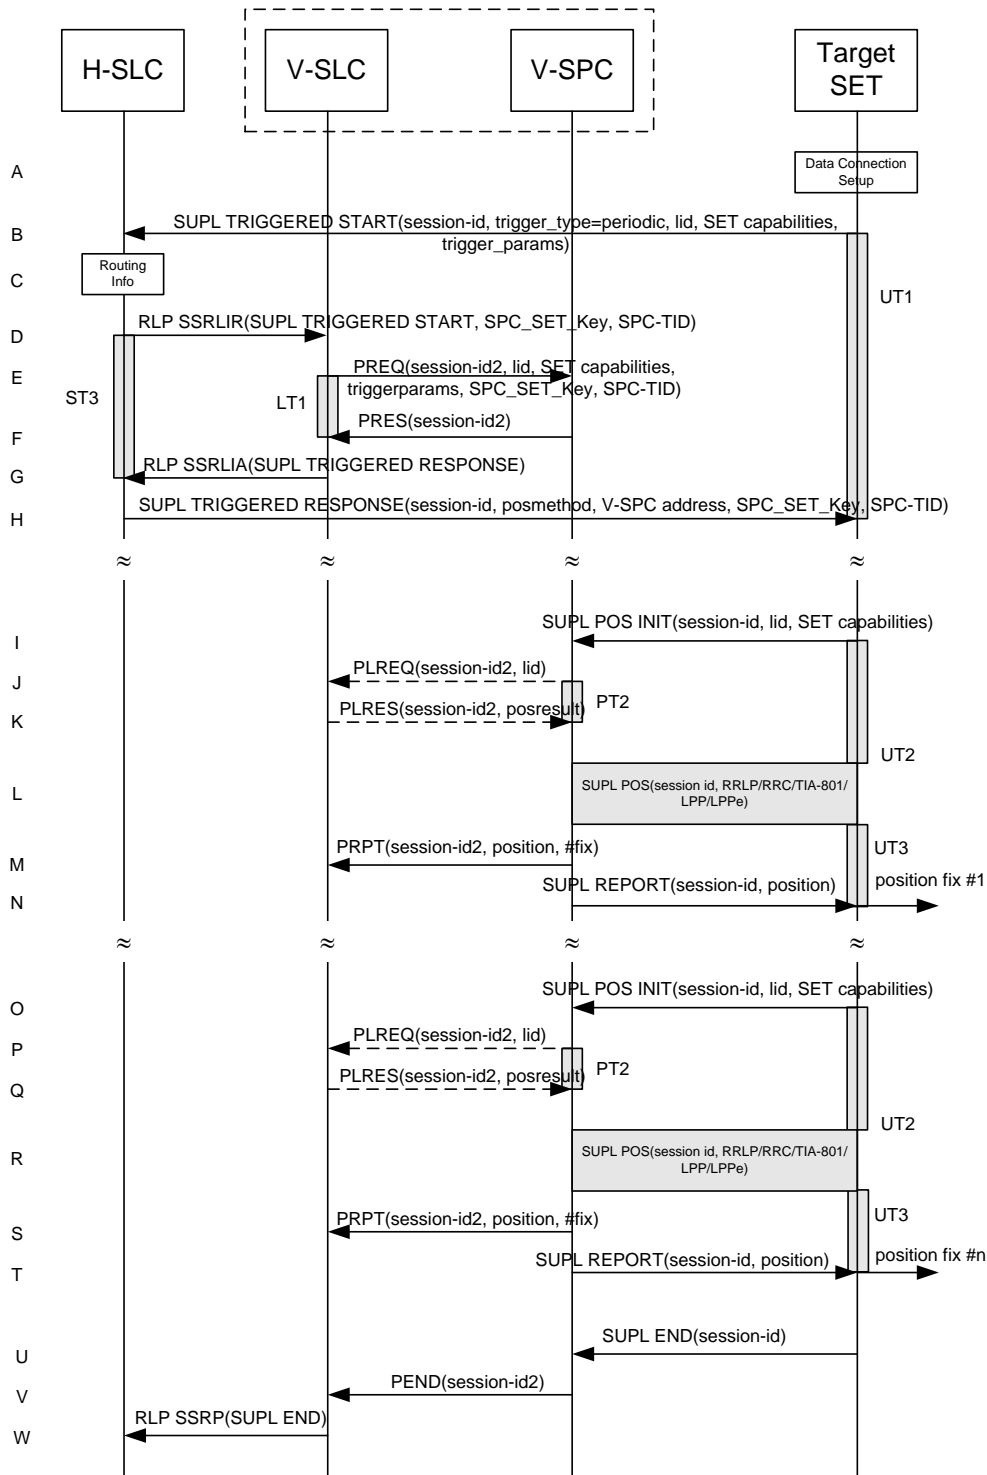 H-SLC
V-SLC
V-SPC
Target
SET
A
Data Connection
Setup
B
SUPL TRIGGERED START(session-id, trigger_type=periodic, lid, SET capabilities,
trigger_params)
C
Routing
Info
UT1
D
RLP SSRLIR(SUPL TRIGGERED START, SPC_SET_Key, SPC-TID)
E
PREQ(session-id2, lid, SET capabilities,
triggerparams, SPC_SET_Key, SPC-TID)
ST3
LT1
F
PRES(session-id2)
G
RLP SSRLIA(SUPL TRIGGERED RESPONSE)
H
SUPL TRIGGERED RESPONSE(session-id, posmethod, V-SPC address, SPC_SET_Key, SPC-TID)
≈ ≈ ≈ ≈
I
SUPL POS INIT(session-id, lid, SET capabilities)
J
PLREQ(session-id2, lid)
PT2
K
PLRES(session-id2, posresult)
UT2
L
SUPL POS(session id, RRLP/RRC/TIA-801/
LPP/LPPe)
M
PRPT(session-id2, position, #fix)
UT3
N
SUPL REPORT(session-id, position)
position fix #1
≈ ≈ ≈ ≈
O
SUPL POS INIT(session-id, lid, SET capabilities)
P
PLREQ(session-id2, lid)
PT2
Q
PLRES(session-id2, posresult)
UT2
R
SUPL POS(session id, RRLP/RRC/TIA-801/
LPP/LPPe)
S
PRPT(session-id2, position, #fix)
UT3
T
SUPL REPORT(session-id, position)
position fix #n
U
SUPL END(session-id)
V
PEND(session-id2)
W
RLP SSRP(SUPL END)